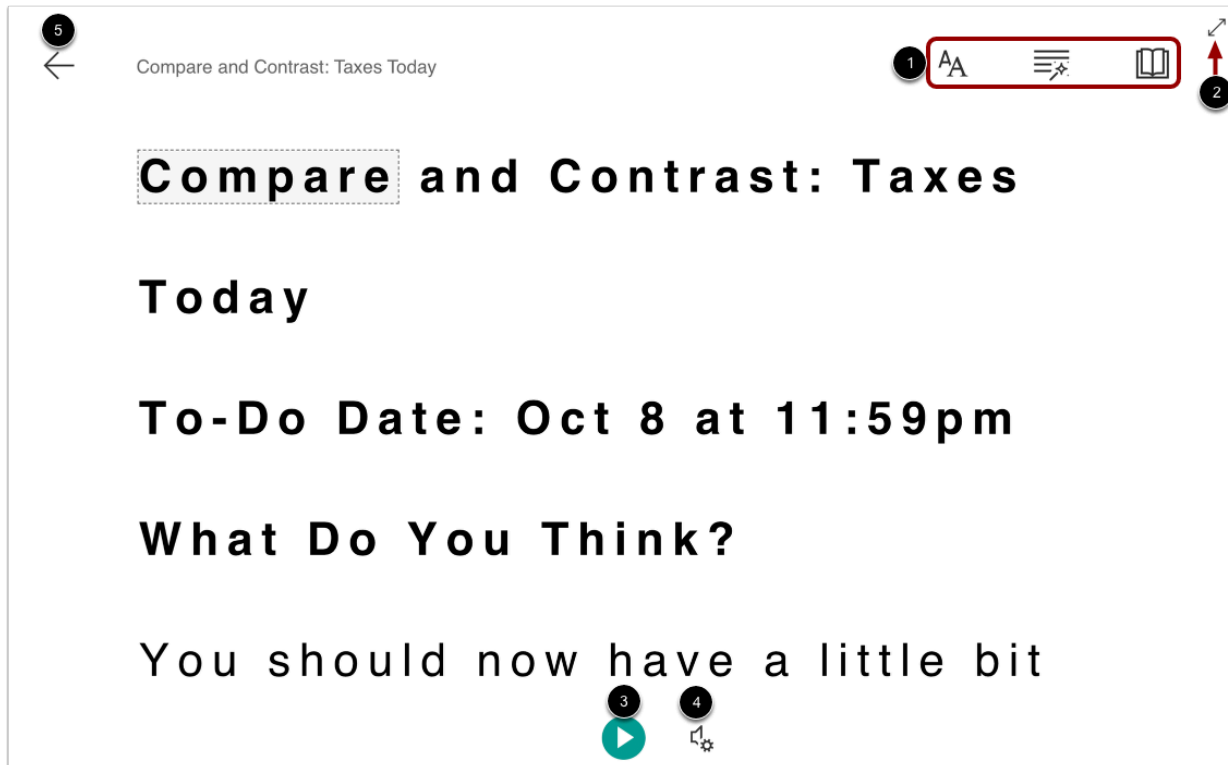 5
Compare and Contrast: Taxes Today
1
AA
2
Compare and Contrast: Taxes
Today
To-Do Date: Oct 8 at 11:59pm
What Do You Think?
You should now have a little bit
3
4